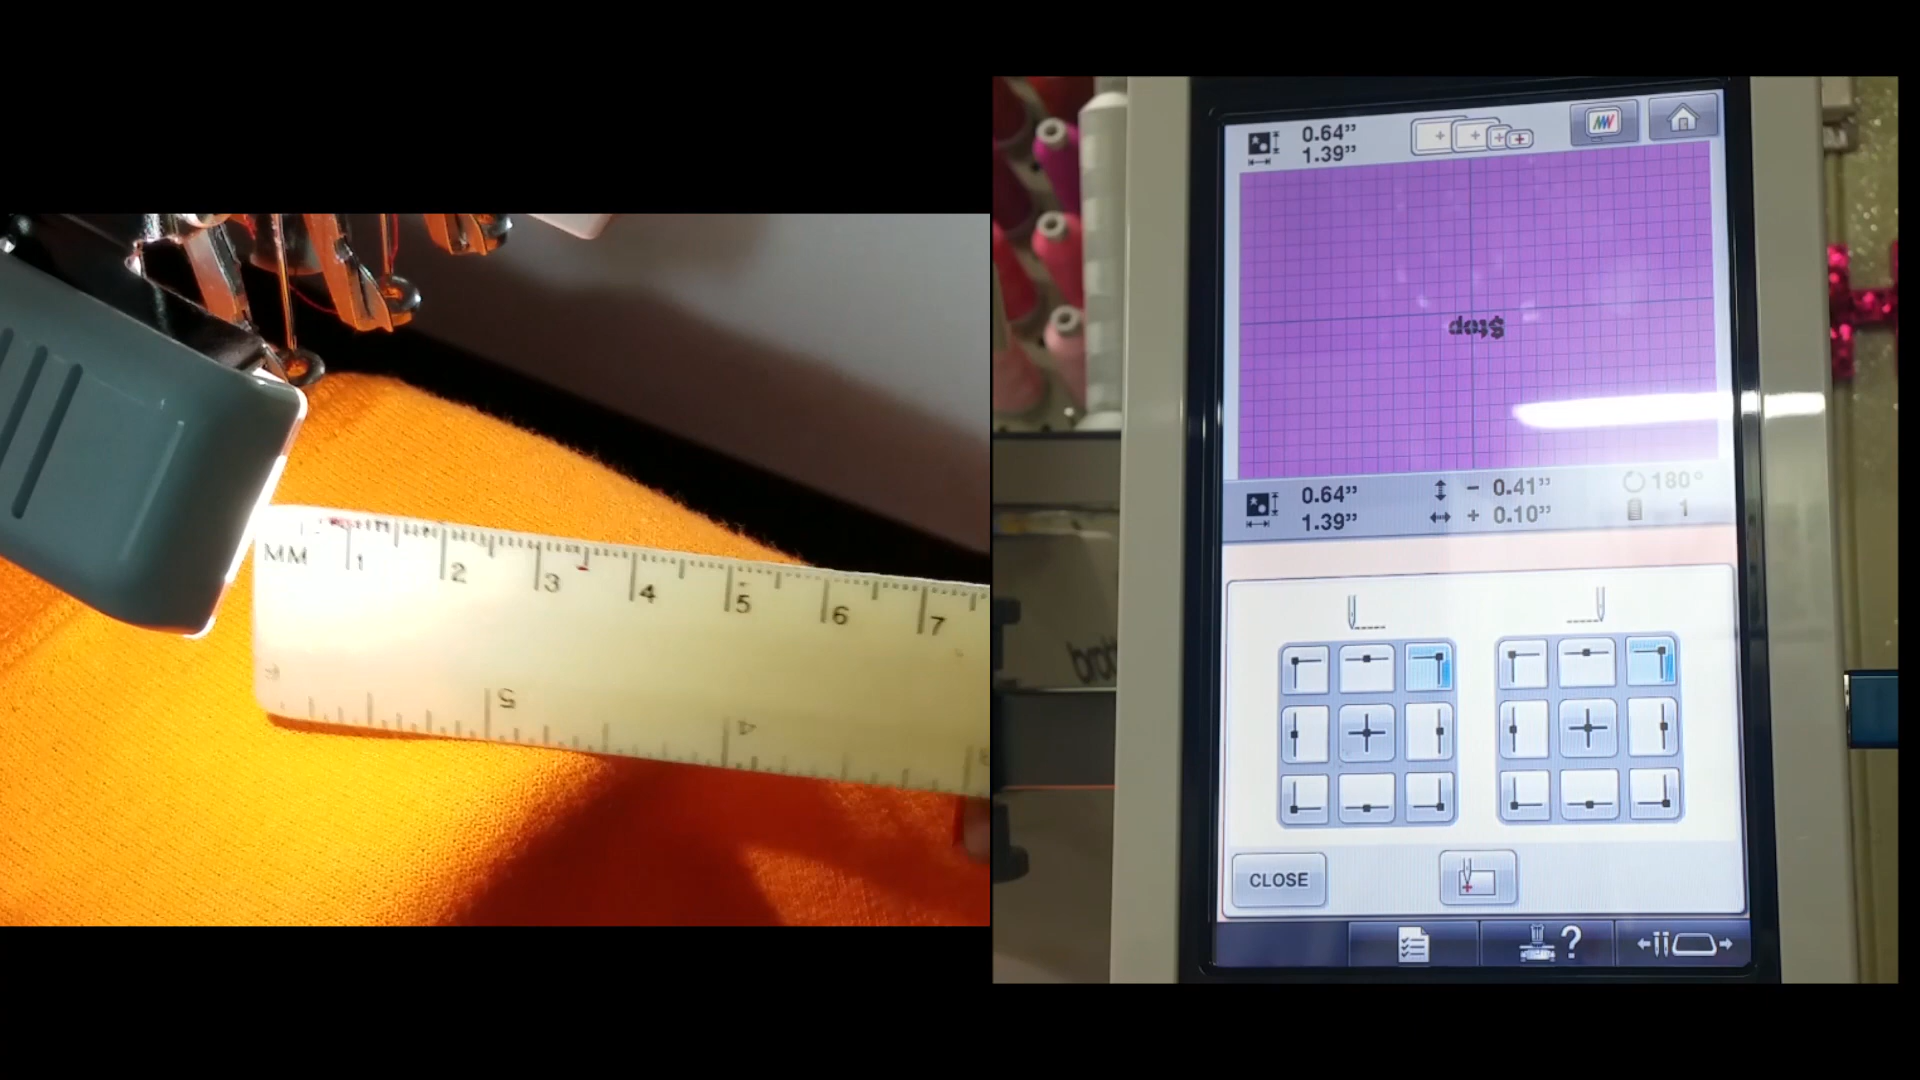 MM 1 2 3 4 5 6 7
5 4
0.64”
1.39”
Stop
0.64” - 0.41” 180°
1.39” + 0.10” 1
CLOSE
?